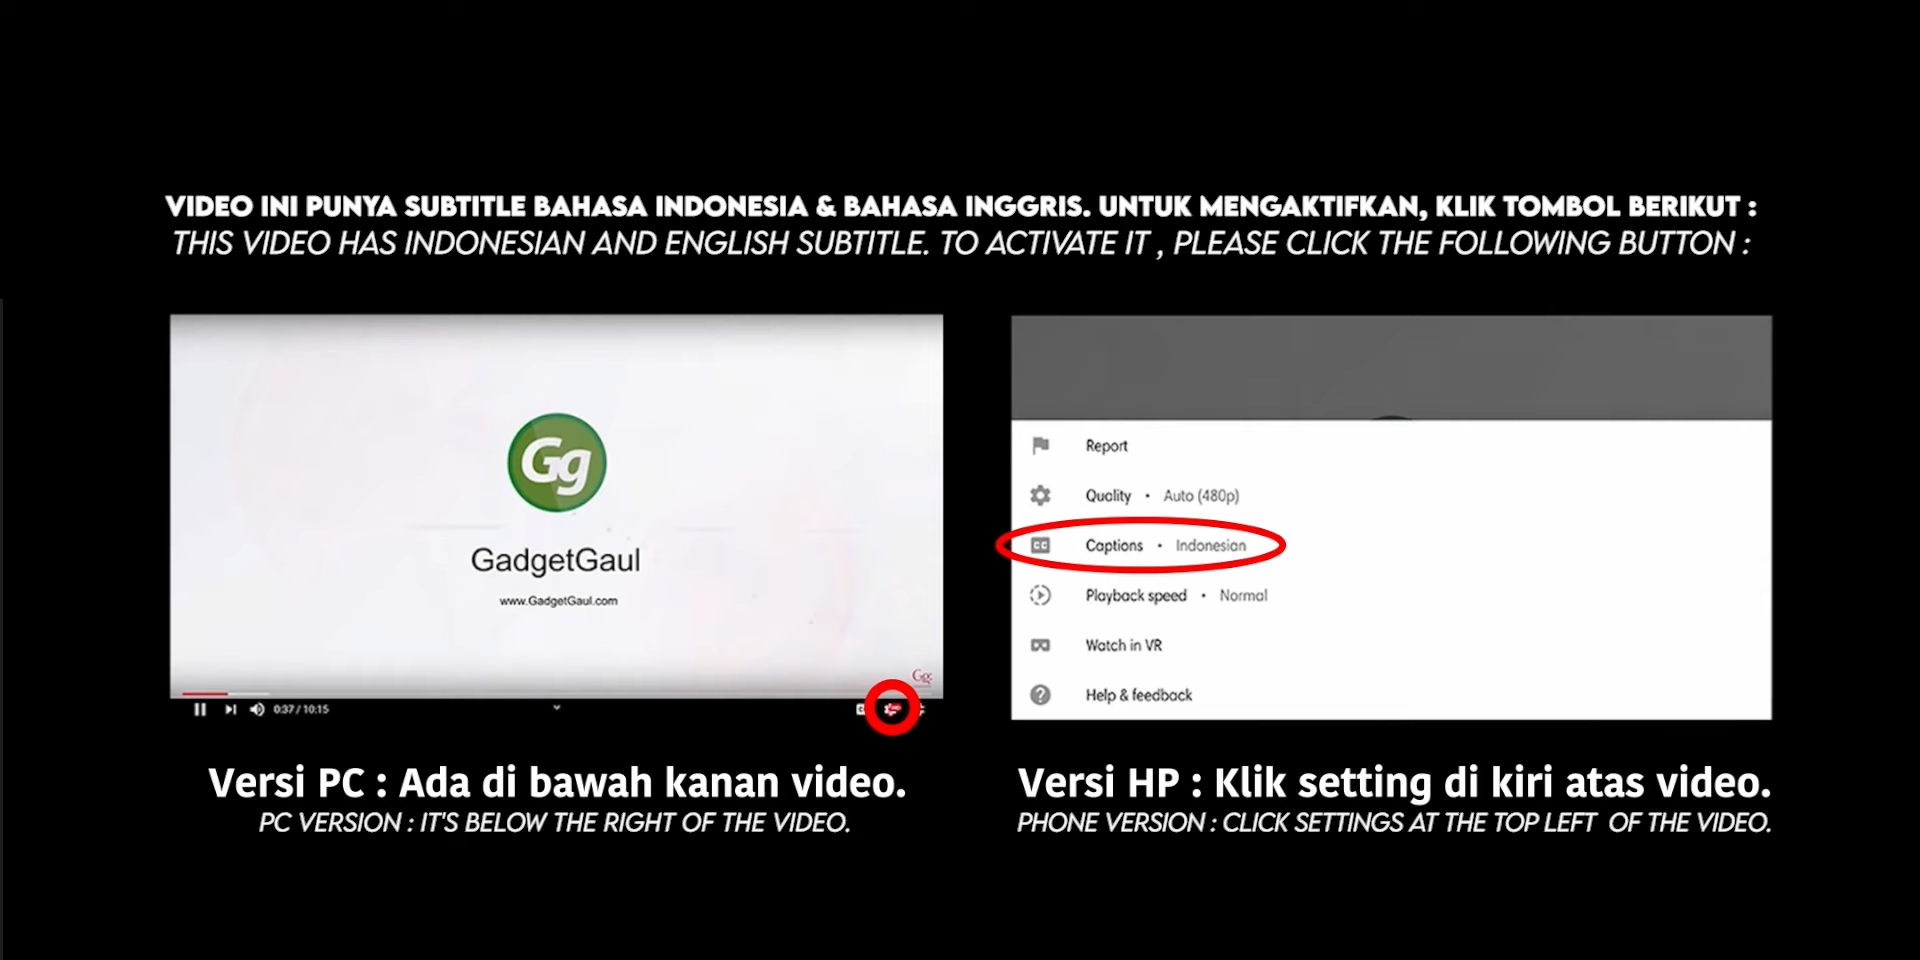 VIDEO INI PUNYA SUBTITLE BAHASA INDONESIA & BAHASA INGGRIS. UNTUK MENGAKTIFKAN, KLIK TOMBOL BERIKUT :
THIS VIDEO HAS INDONESIAN AND ENGLISH SUBTITLE. TO ACTIVATE IT , PLEASE CLICK THE FOLLOWING BUTTON :
Gg
GadgetGaul
www.GadgetGaul.com
Gg
0:37 / 10:15
Report
Quality • Auto (480p)
CC Captions • Indonesian
Playback speed • Normal
Watch in VR
? Help & feedback
Versi PC : Ada di bawah kanan video.
PC VERSION : IT'S BELOW THE RIGHT OF THE VIDEO.
Versi HP : Klik setting di kiri atas video.
PHONE VERSION : CLICK SETTINGS AT THE TOP LEFT OF THE VIDEO.